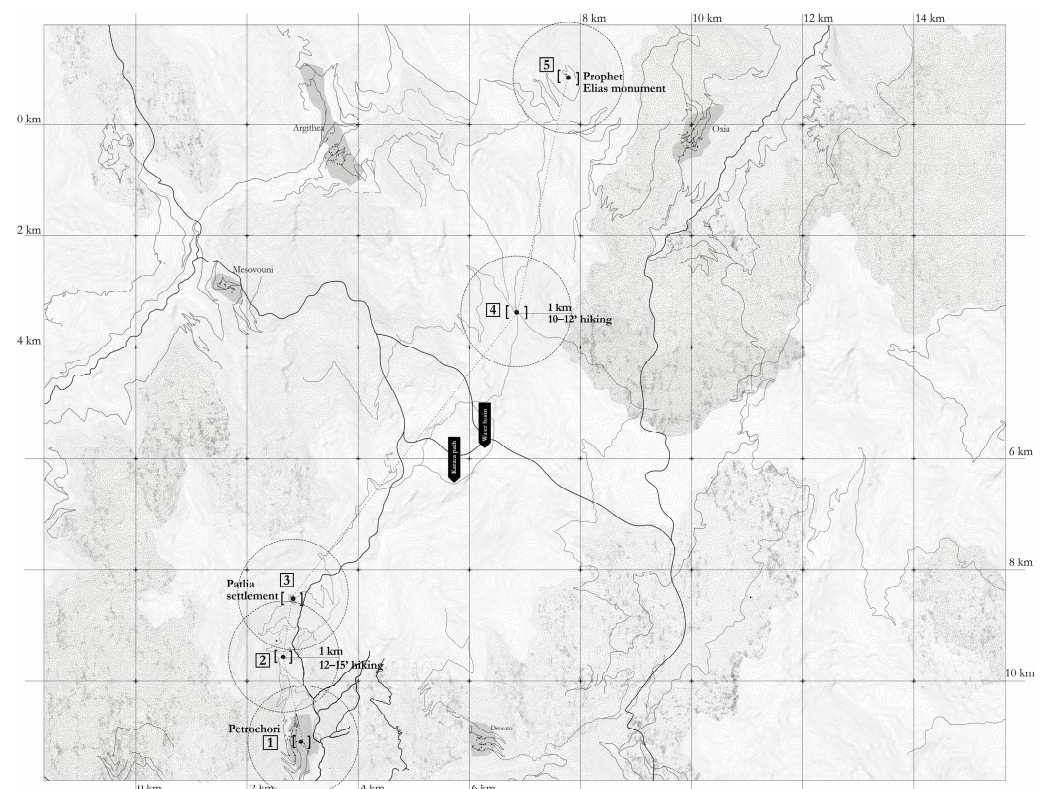 8 km
10 km
12 km
14 km
5
Prophet
Elias monument
0 km
Argithea
Oxia
2 km
Mesovouni
4
1 km
10–12' hiking
4 km
Water basin
Karava path
6 km
8 km
3
Patlia
settlement
2
1 km
12–15' hiking
10 km
Petrochori
1
Drosato
0 km
2 km
4 km
6 km